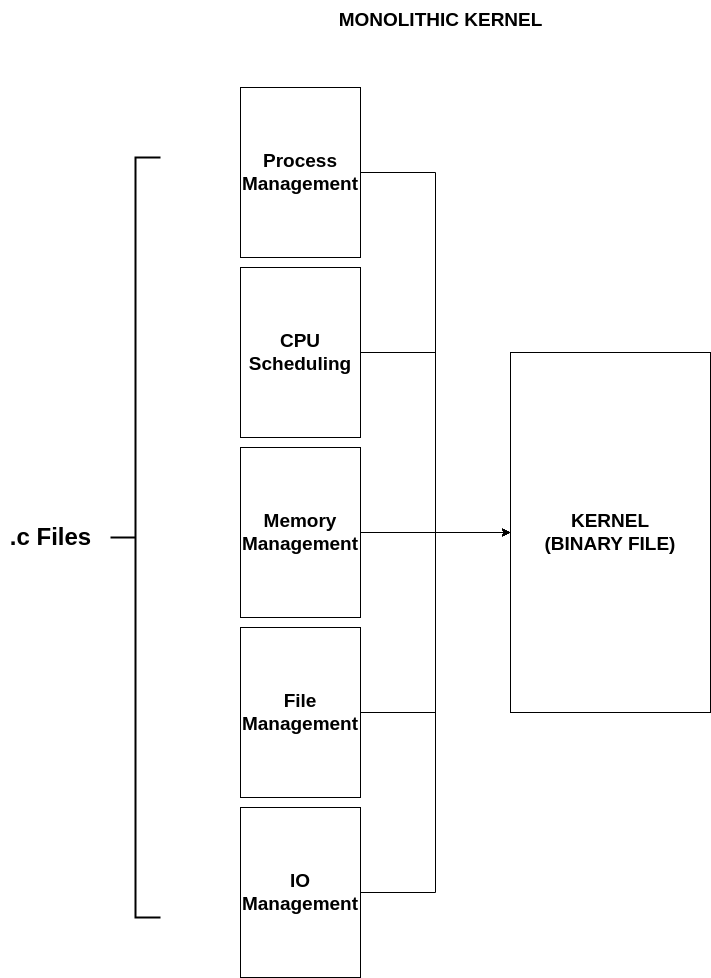 MONOLITHIC KERNEL
Process
Management
CPU
Scheduling
Memory
Management
.c Files
KERNEL
(BINARY FILE)
File
Management
IO
Management